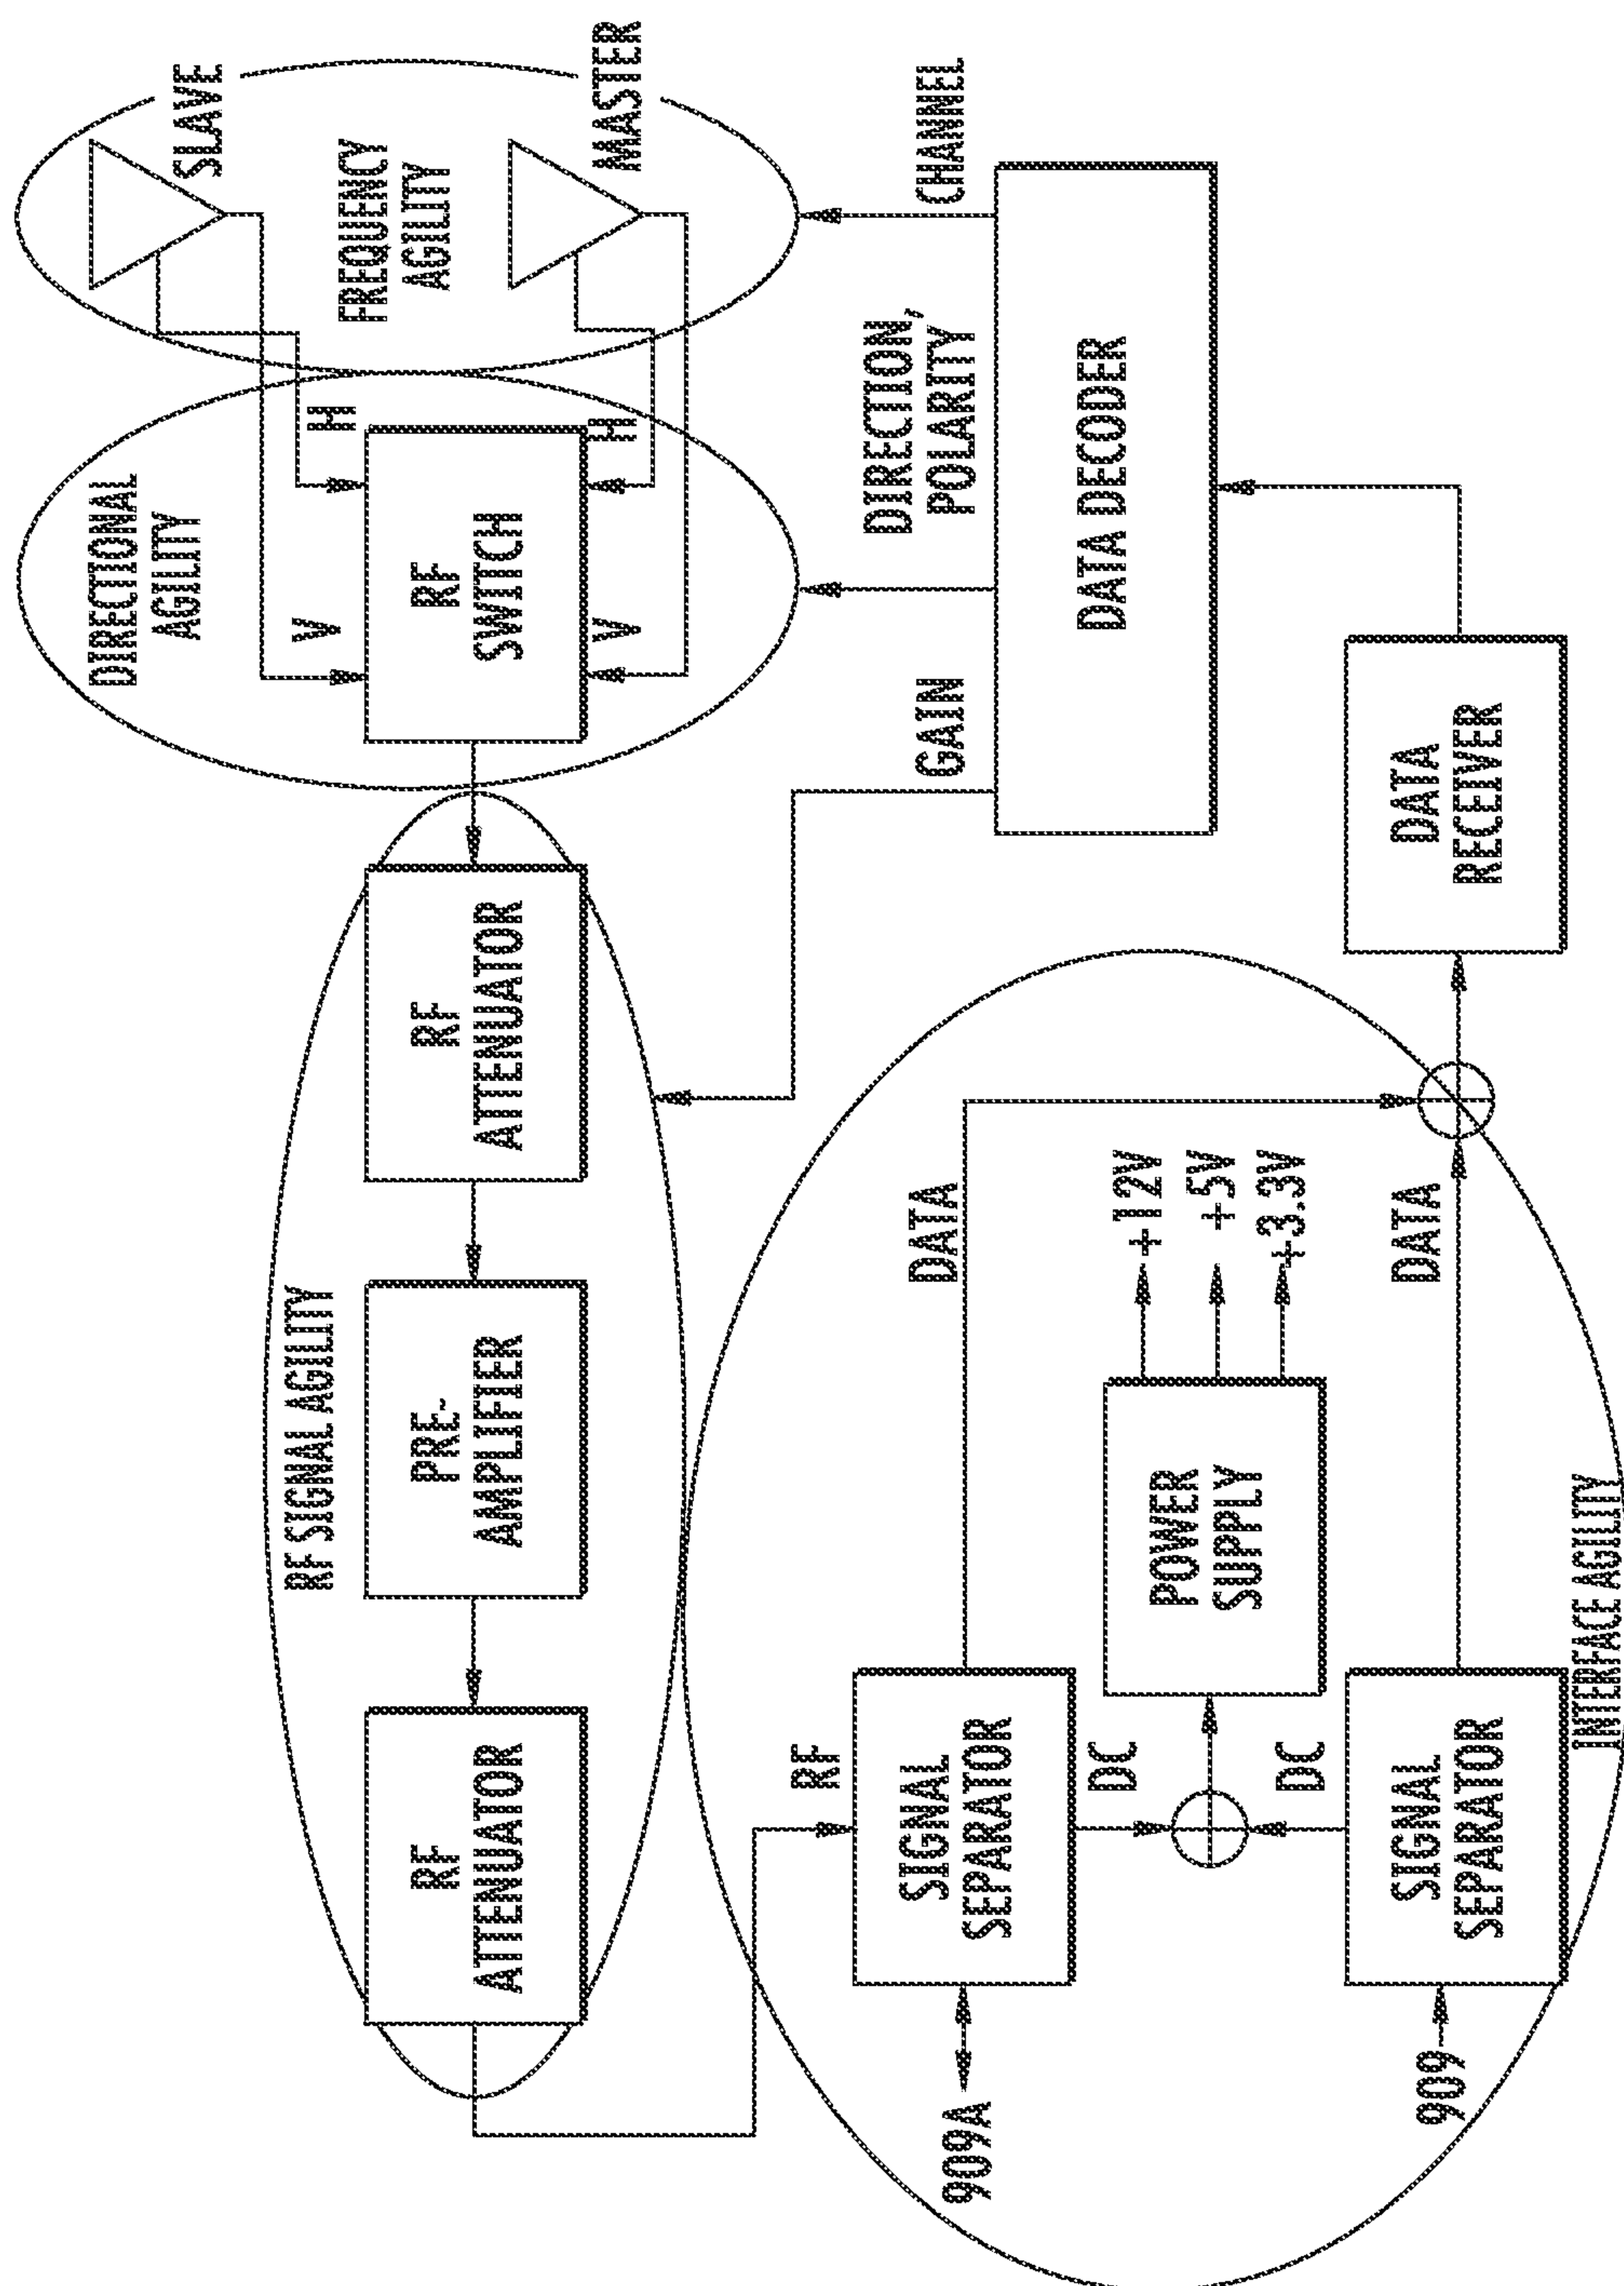 RF SIGNAL AGILITY
RF
ATTENUATOR
PRE-
AMPLIFIER
RF
ATTENUATOR
DIRECTIONAL
AGILITY
V
H
RF
SWITCH
V
H
SLAVE
FREQUENCY
AGILITY
MASTER
GAIN
DIRECTION,
POLARITY
CHANNEL
DATA DECODER
RF
909A
SIGNAL
SEPARATOR
DATA
DC
DC
POWER
SUPPLY
+12V
+5V
+3.3V
909
SIGNAL
SEPARATOR
DATA
DATA
RECEIVER
INTERFACE AGILITY